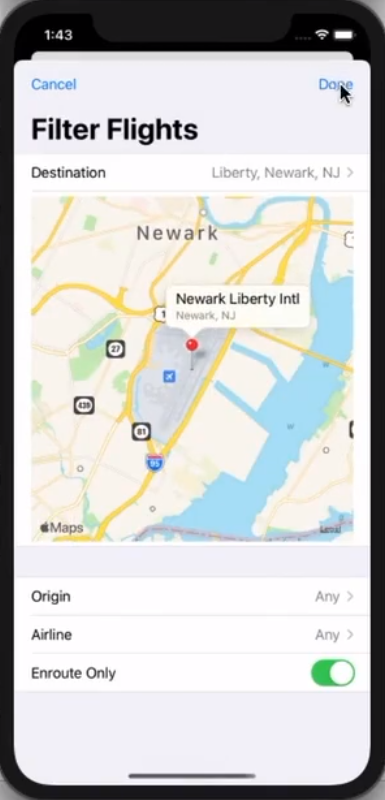 1:43
Cancel
Done
Filter Flights
Destination
Liberty, Newark, NJ
Newark
Newark Liberty Intl
Newark, NJ
1
27
435
81
95
Maps
Legal
Origin
Any
Airline
Any
Enroute Only